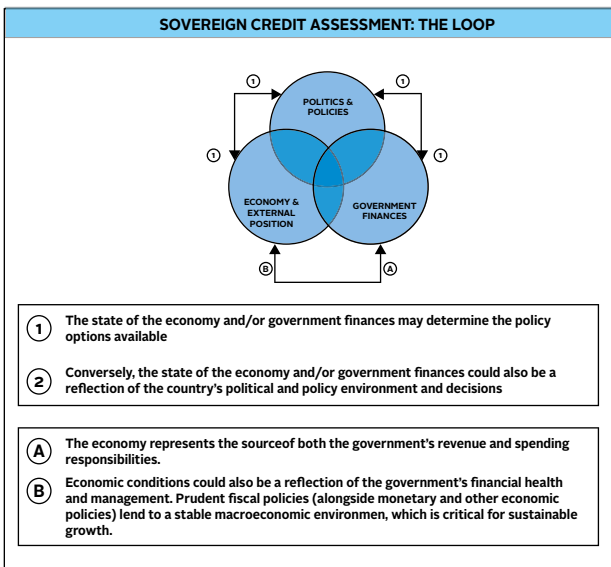 SOVEREIGN CREDIT ASSESSMENT: THE LOOP
1
1
POLITICS &
POLICIES
1
1
ECONOMY &
EXTERNAL
POSITION
GOVERNMENT
FINANCES
B
A
1
The state of the economy and/or government finances may determine the policy
options available
2
Conversely, the state of the economy and/or government finances could also be a
reflection of the country's political and policy environment and decisions
A
The economy represents the sourceof both the government's revenue and spending
responsibilities.
B
Economic conditions could also be a reflection of the government's financial health
and management. Prudent fiscal policies (alongside monetary and other economic
policies) lend to a stable macroeconomic environmen, which is critical for sustainable
growth.